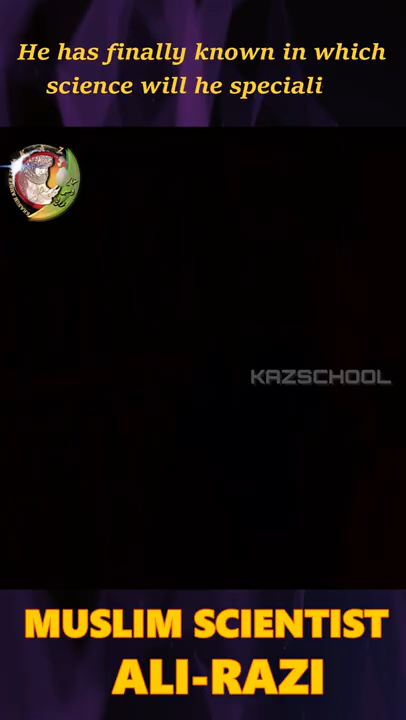 He has finally known in which
science will he speciali
K A Z
KAZSCHOOL
MUSLIM SCIENTIST
ALI-RAZI